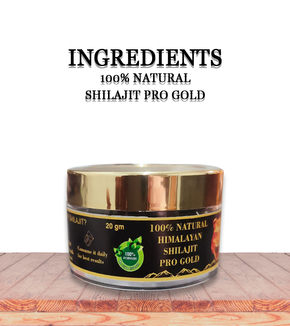 INGREDIENTS
100% NATURAL
SHILAJIT PRO GOLD
SHILAJIT?
20 gm
100% NATURAL
HIMALAYAN
SHILAJIT
PRO GOLD
Consume it daily
for best results
100%